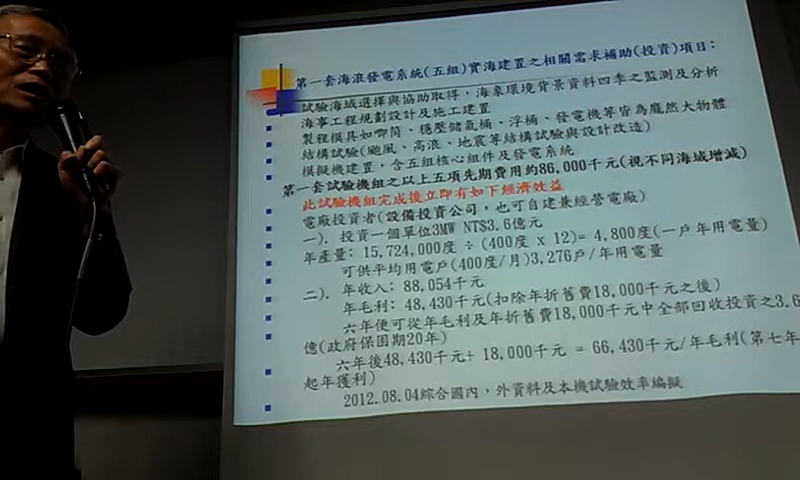 第一套海浪發電系統(五組)實海建置之相關需求補助(投資)項目：
試驗海域選擇與協助取得，海象環境背景資料四季之監測及分析
海事工程規劃設計及施工建置
製程模具如唧筒、穩壓儲氣桶、浮桶、發電機等皆為龐然大物體
結構試驗(颱風、高浪、地震等結構試驗與設計改造)
模擬機建置，含五組核心組件及發電系統
第一套試驗機組之以上五項先期費用約86,000千元(視不同海域增減)
此試驗機組完成後立即有如下經濟效益
電廠投資者(設備投資公司，也可自建兼經營電廠)
一). 投資一個單位3MW NT$3.6億元
年產量: 15,724,000度 ÷ (400度 x 12)= 4,800度(一戶年用電量)
可供平均用電戶(400度/月)3,276戶/年用電量
二). 年收入: 88,054千元
年毛利: 48,430千元(扣除年折舊費18,000千元之後)
六年便可從年毛利及年折舊費18,000千元中全部回收投資之3.6
億(政府保固期20年)
六年後48,430千元+ 18,000千元 = 66,430千元/年毛利(第七年
起年獲利)
2012.08.04綜合國內，外資料及本機試驗效率編擬